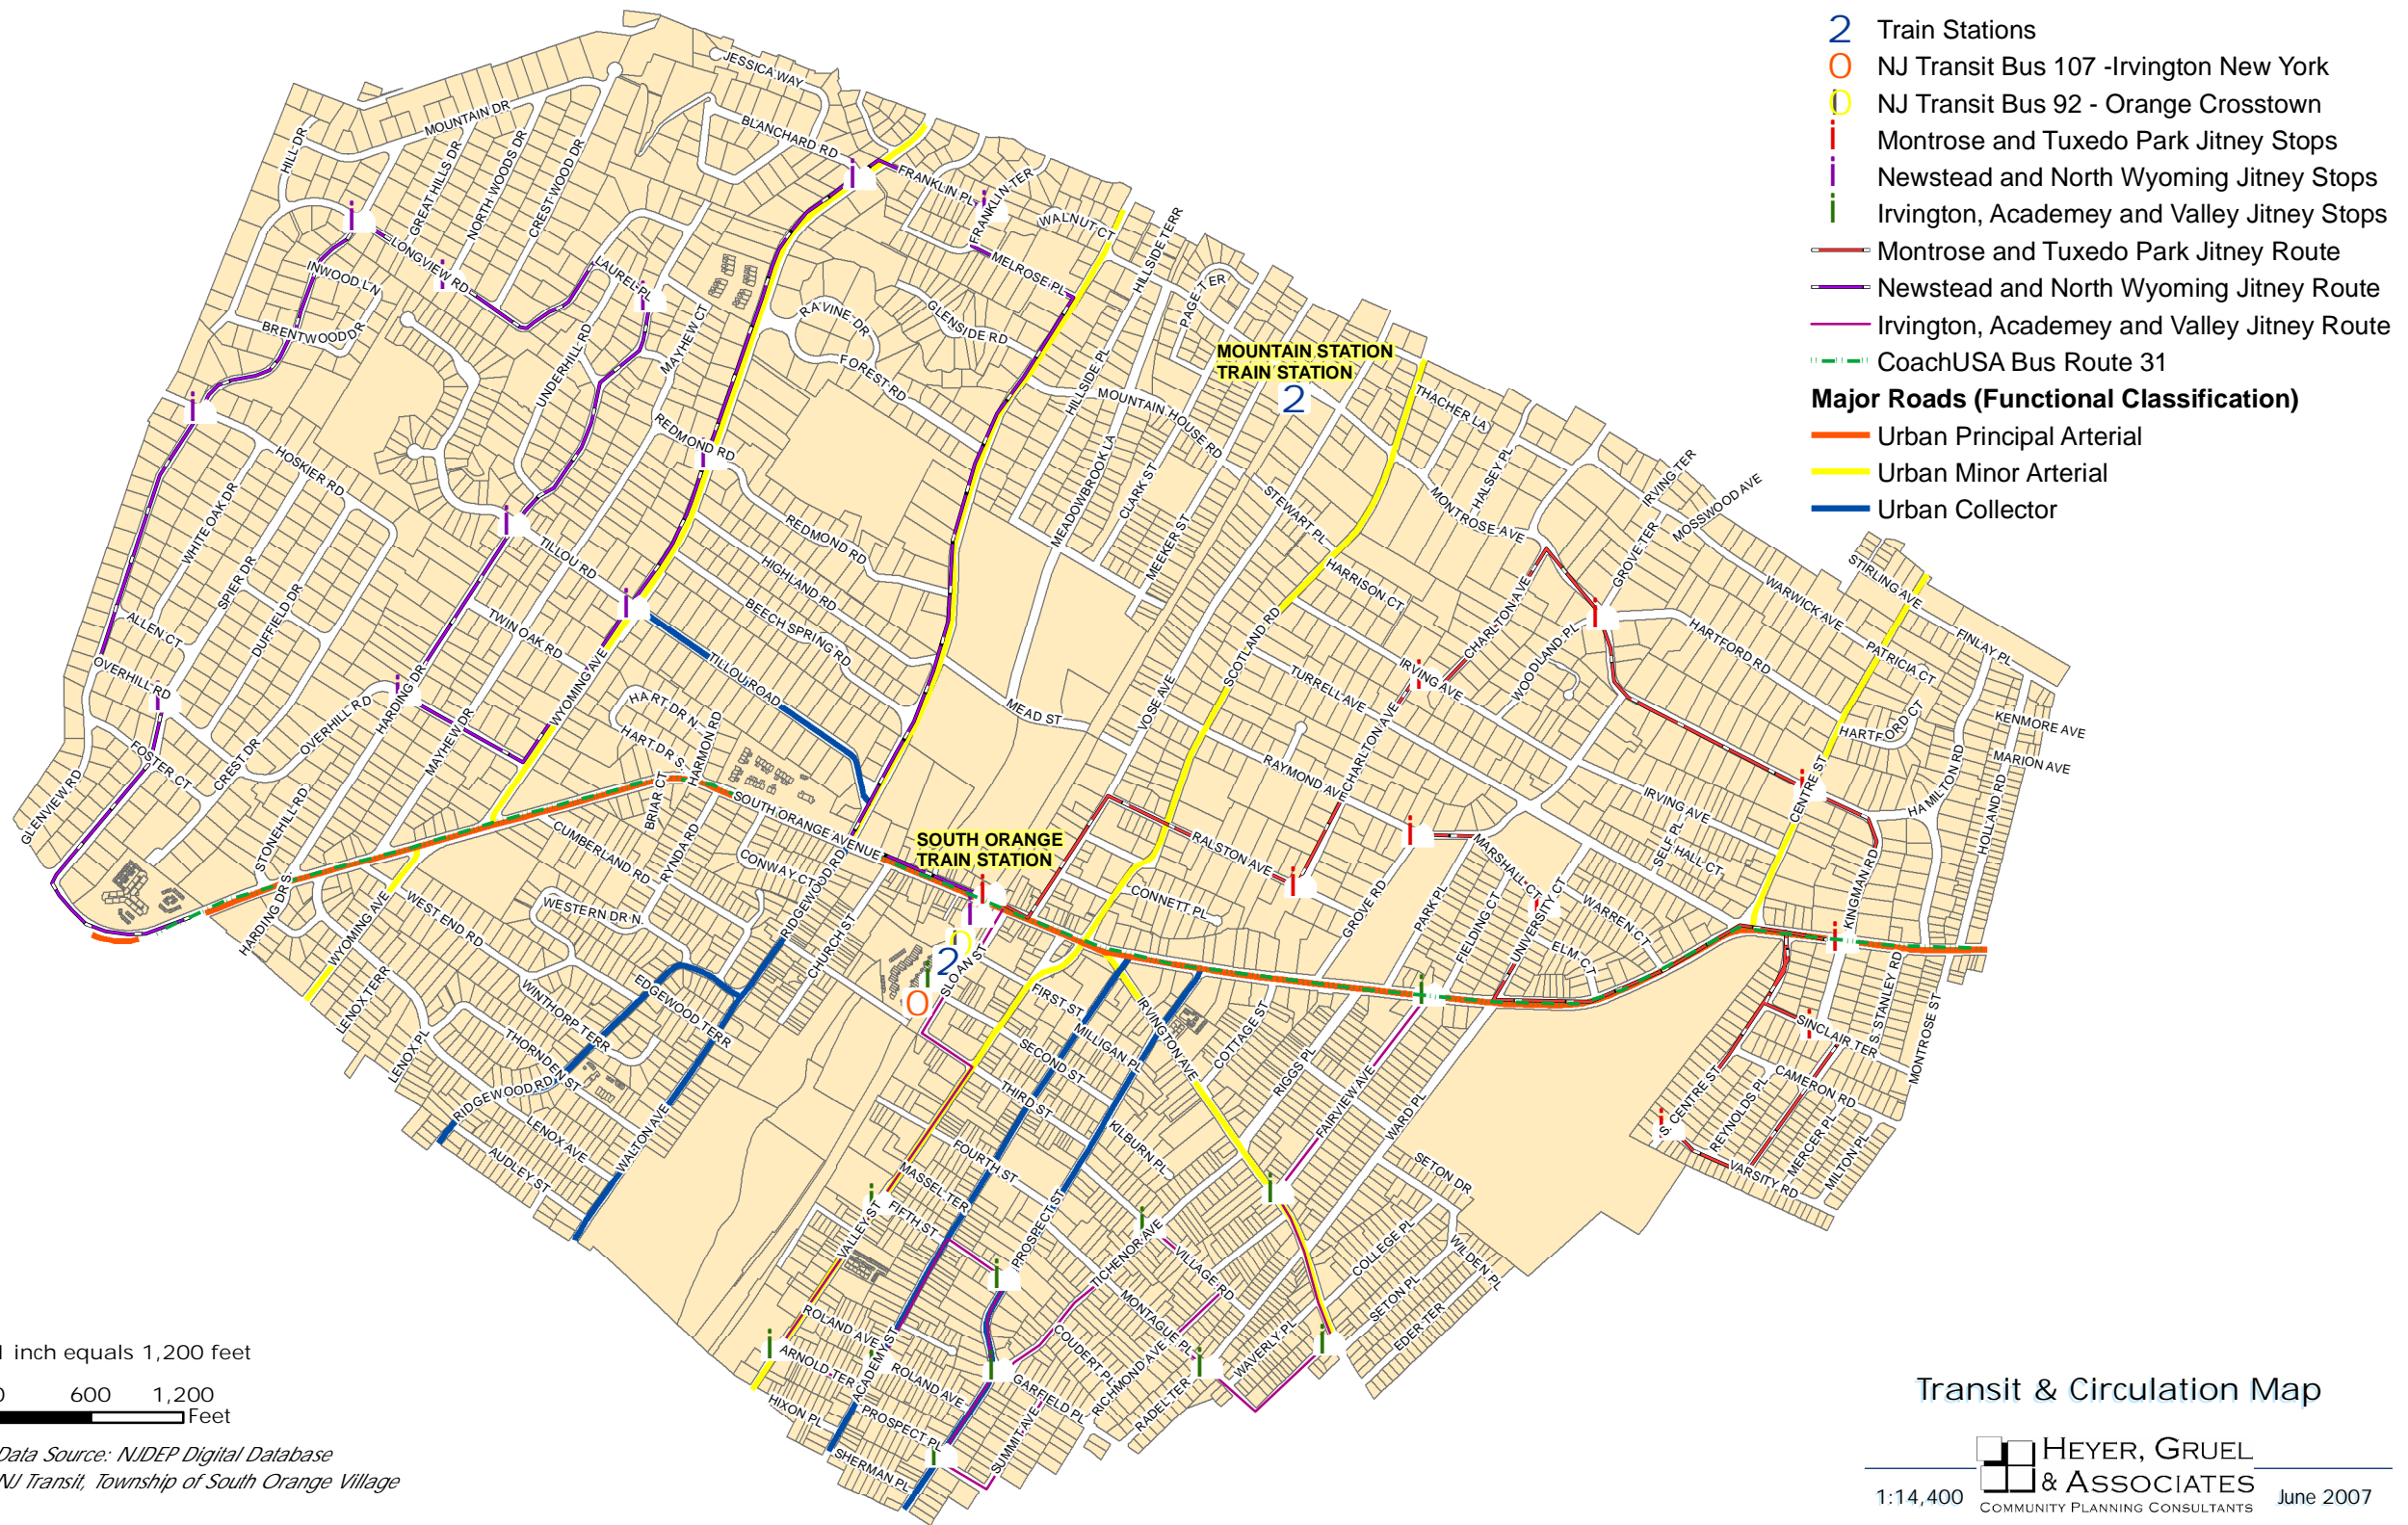 2 Train Stations
0 NJ Transit Bus 107 -Irvington New York
0 NJ Transit Bus 92 - Orange Crosstown
i Montrose and Tuxedo Park Jitney Stops
i Newstead and North Wyoming Jitney Stops
i Irvington, Academey and Valley Jitney Stops
Montrose and Tuxedo Park Jitney Route
Newstead and North Wyoming Jitney Route
Irvington, Academey and Valley Jitney Route
CoachUSA Bus Route 31
Major Roads (Functional Classification)
Urban Principal Arterial
Urban Minor Arterial
Urban Collector
JESSICA WAY
MOUNTAIN DR
BLANCHARD RD
HILL DR
GREAT HILLS DR
NORTH WOODS DR
CREST WOOD DR
FRANKLIN PL
FRANKLIN TER
WALNUT CT
HILLSIDE TERR
LONGVIEW RD
INWOOD LN
LAUREL PL
MELROSE PL
PAGE TER
BRENTWOOD DR
RAVINE DR
GLENSIDE RD
MAYHEW CT
UNDERHILL RD
FOREST RD
HILLSIDE PL
MOUNTAIN STATION
TRAIN STATION
2
MOUNTAIN HOUSE RD
THACHER LA
REDMOND RD
HOSKIER RD
MEADOWBROOK LA
CLARK ST
HALSEY PL
IRVING TER
MOSSWOOD AVE
WHITE OAK DR
STEWART PL
MONTROSE AVE
REDMOND RD
MEEKER ST
TILLOU RD
HIGHLAND RD
HARRISON CT
GROVE TER
STIRLING AVE
SPIER DR
DUFFIELD DR
BEECH SPRING RD
CHARLTON AVE
WARWICK AVE
ALLEN CT
TWIN OAK RD
SCOTLAND RD
WOODLAND PL
HARTFORD RD
FINLAY PL
OVERHILL RD
TILLOU ROAD
IRVING AVE
TURRELL AVE
PATRICIA CT
WYOMING AVE
HART DR N.
HARDING DR
MEAD ST
VOSE AVE
OVERHILL RD
HART DR S.
HARMON RD
MAYHEW DR
CHARLTON AVE
HARTFORD CT
KENMORE AVE
FOSTER CT
CREST DR
RAYMOND AVE
MARION AVE
GLENVIEW RD
BRIAR CT
SOUTH ORANGE AVENUE
IRVING AVE
CENTRE ST
HAMILTON RD
STONEHILL RD
CUMBERLAND RD
RYNDA RD
CONWAY CT
SOUTH ORANGE
TRAIN STATION
RALSTON AVE
SELF PL
HALL CT
HOLLAND RD
MARSHALL CT
KINGMAN RD
RIDGEWOOD RD
HARDING DR S.
WYOMING AVE
WEST END RD
WESTERN DR N.
CHURCH ST
CONNETT PL
GROVE RD
PARK PL
FIELDING CT
UNIVERSITY CT
WARREN CT
ELM CT
0
2
SLOAN ST
0
LENOX TERR
WINTHORP TERR
EDGEWOOD TERR
FIRST ST
IRVINGTON AVE
S. STANLEY RD
MONTROSE ST
MILLIGAN PL
COTTAGE ST
SINCLAIR TER
LENOX PL
THORNDEN ST
SECOND ST
RIGGS PL
CAMERON RD
RIDGEWOOD RD
THIRD ST
FAIRVIEW AVE
WARD PL
S. CENTRE ST
REYNOLDS PL
LENOX AVE
WALTON AVE
KILBURN PL
MERCER PL
MILTON PL
AUDLEY ST
FOURTH ST
MASSEL TER
SETON DR
VARSITY RD
FIFTH ST
VALLEY ST
PROSPECT ST
TICHENOR AVE
VILLAGE RD
COLLEGE PL
WILDEN PL
MONTAGUE PL
SETON PL
EDER TER
ROLAND AVE
COUDERT PL
WAVERLY PL
ARNOLD TER
ACADEMY ST
ROLAND AVE
GARFIELD PL
RICHMOND AVE
RADEL TER
HIXON PL
PROSPECT PL
SUMMIT AVE
SHERMAN PL
1 inch equals 1,200 feet
0 600 1,200
Feet
Data Source: NJDEP Digital Database
NJ Transit, Township of South Orange Village
Transit & Circulation Map
HEYER, GRUEL
& ASSOCIATES
COMMUNITY PLANNING CONSULTANTS
1:14,400
June 2007